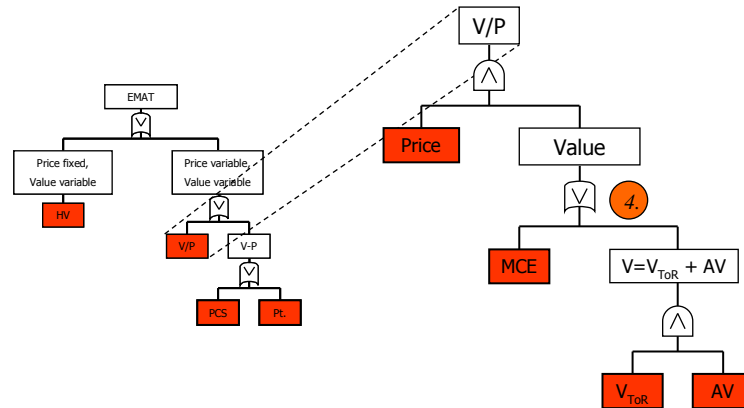 V/P
∧
EMAT
∨
Price fixed,
Value variable
Price variable,
Value variable
HV
∨
V/P
V-P
∨
PCS
Pt.
Price
Value
∨
4.
MCE
V=VToR + AV
∧
VToR
AV